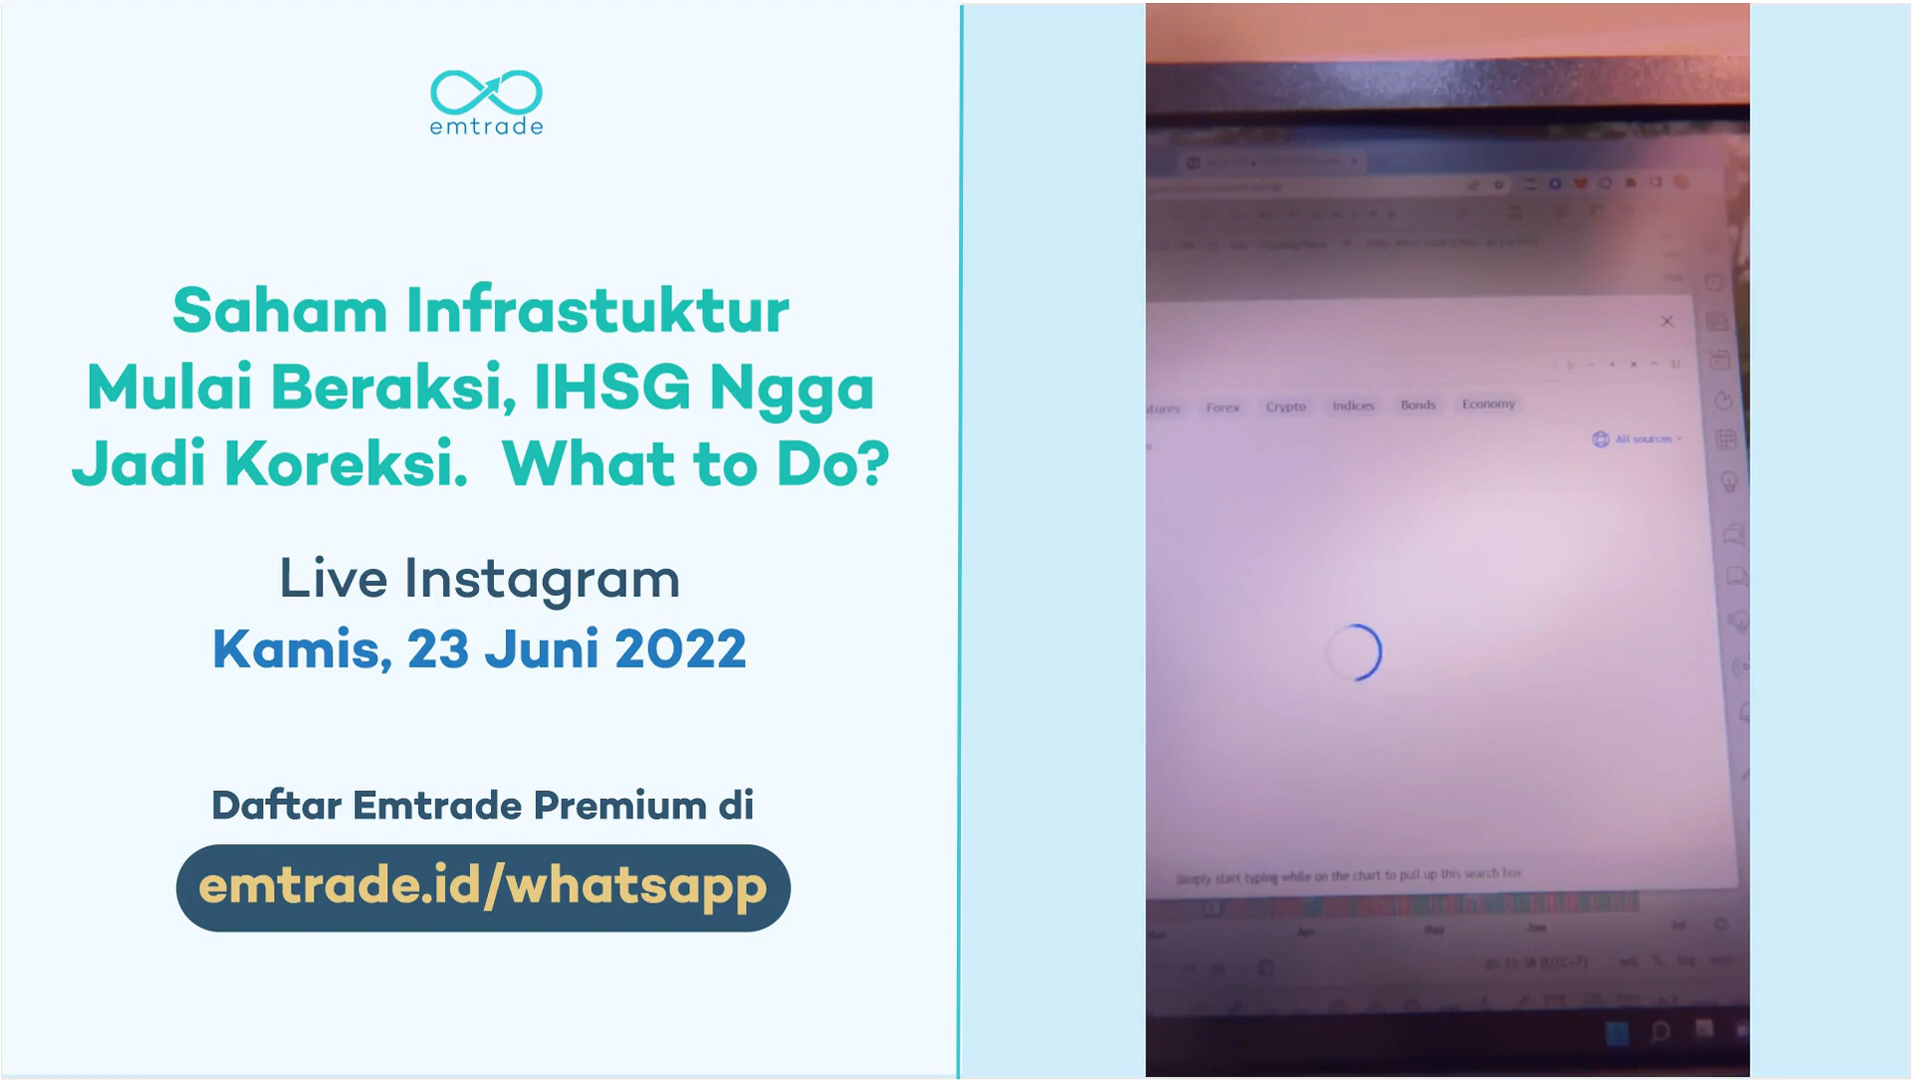 emtrade
Saham Infrastuktur
Mulai Beraksi, IHSG Ngga
Jadi Koreksi. What to Do?
Live Instagram
Kamis, 23 Juni 2022
Daftar Emtrade Premium di
emtrade.id/whatsapp
Forex Crypto Indices Bonds Economy
All sources
Simply start typing while on the chart to pull up this search box
Apr May Jun